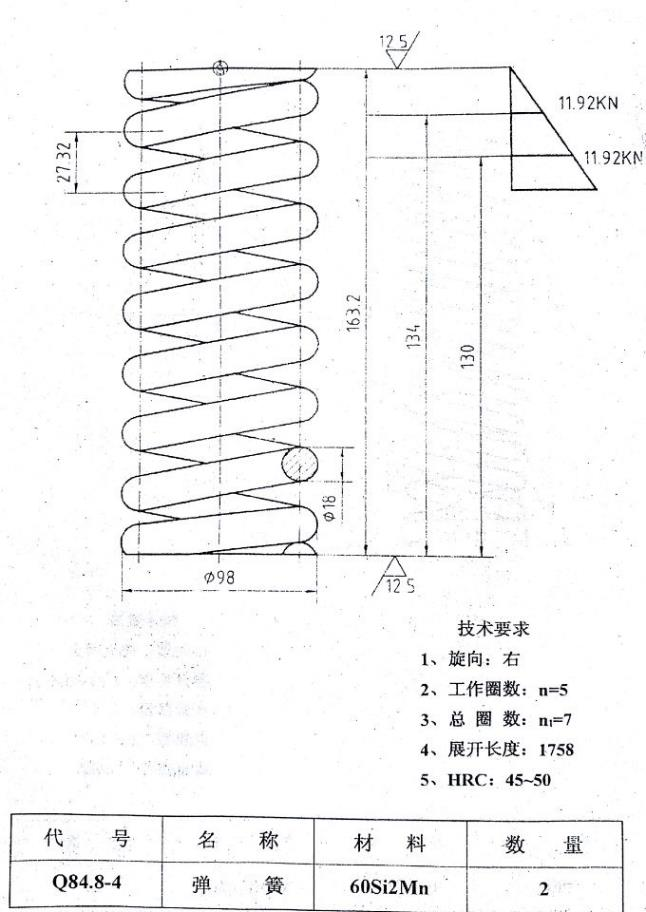 12.5
11.92KN
11.92KN
27.32
163.2
134
130
φ18
φ98
12.5
技术要求
1、旋向：右
2、工作圈数：n=5
3、总 圈 数：n₁=7
4、展开长度：1758
5、HRC：45~50
代 号 名 称 材 料 数 量
Q84.8-4 弹 簧 60Si2Mn 2